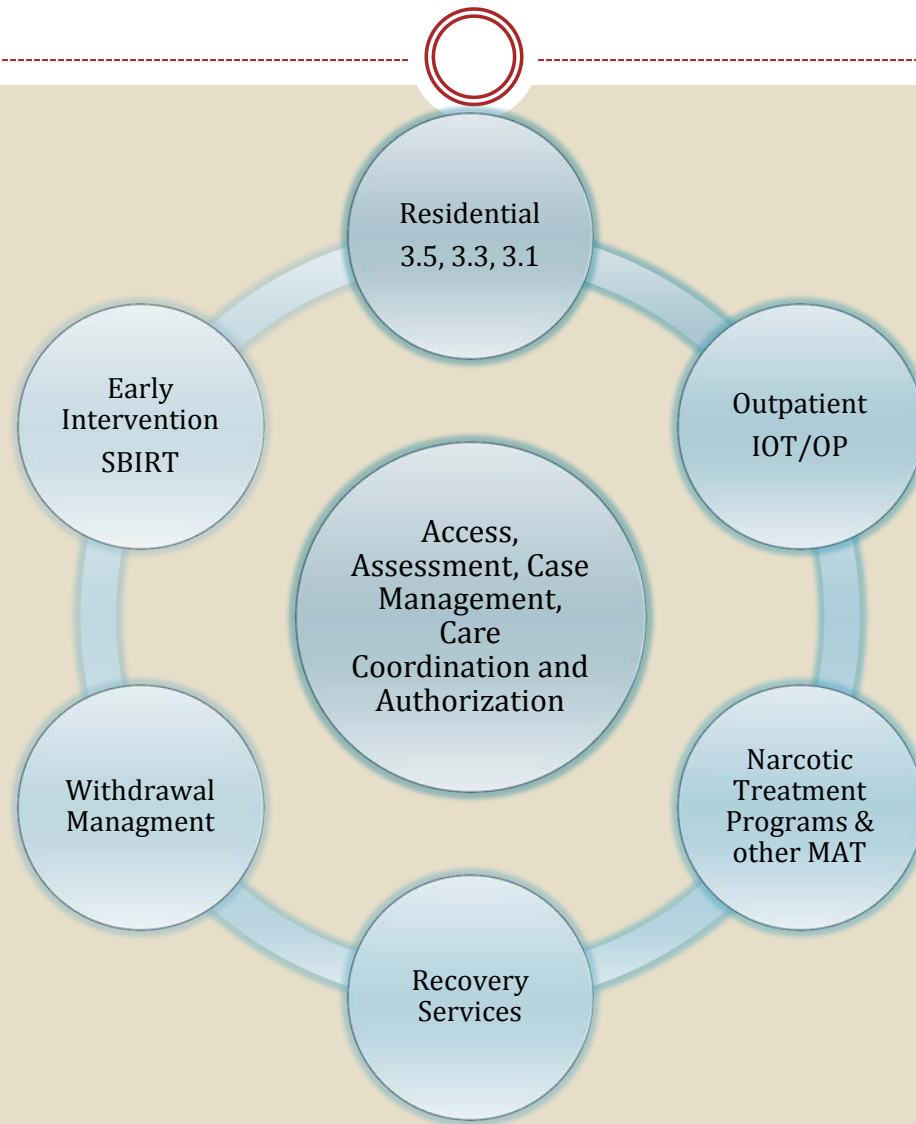 Residential
3.5, 3.3, 3.1
Early
Intervention
SBIRT
Outpatient
IOT/OP
Access,
Assessment, Case
Management,
Care
Coordination and
Authorization
Withdrawal
Managment
Narcotic
Treatment
Programs &
other MAT
Recovery
Services